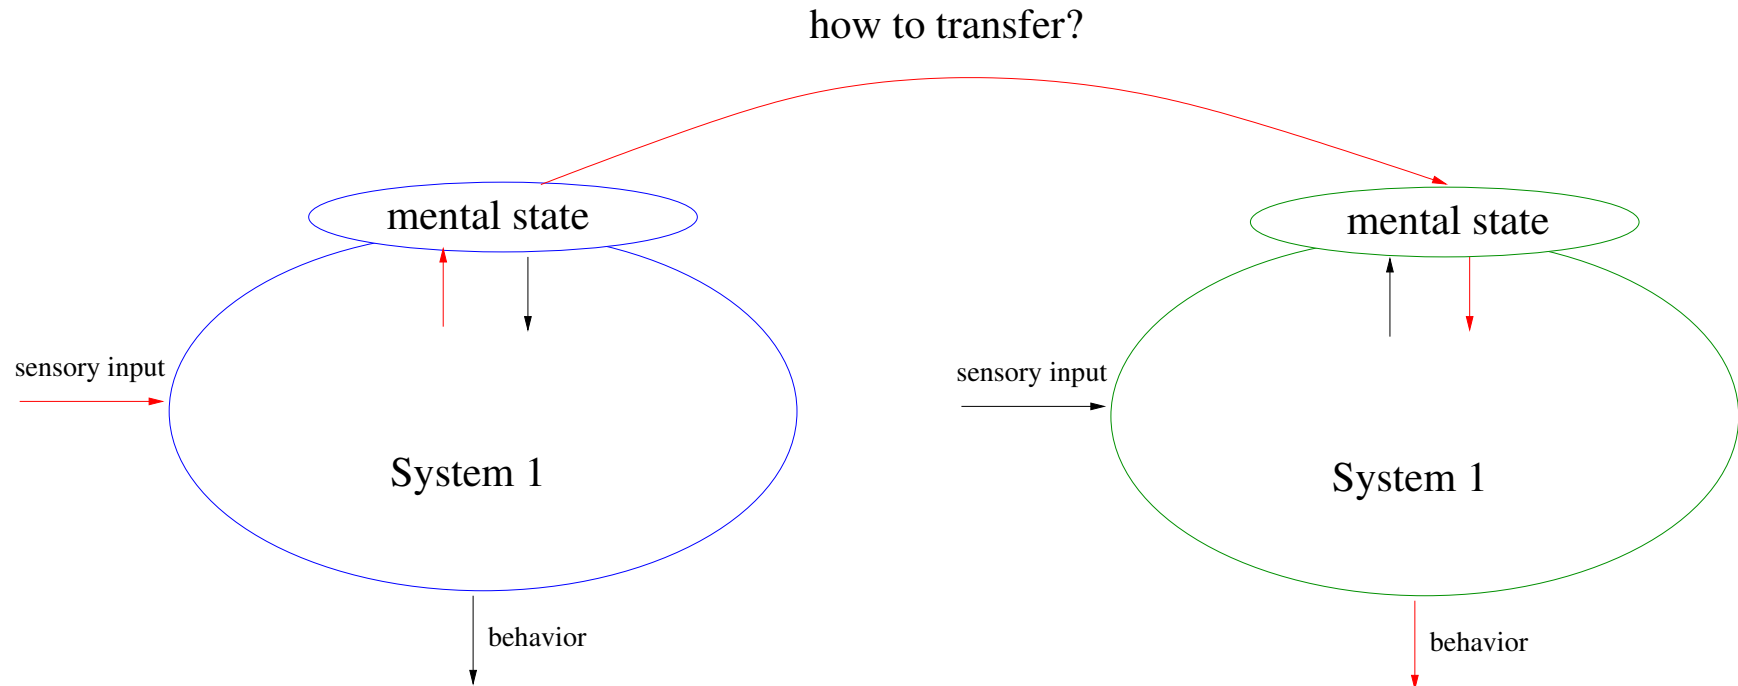 how to transfer?
mental state
mental state
sensory input
sensory input
System 1
System 1
behavior
behavior